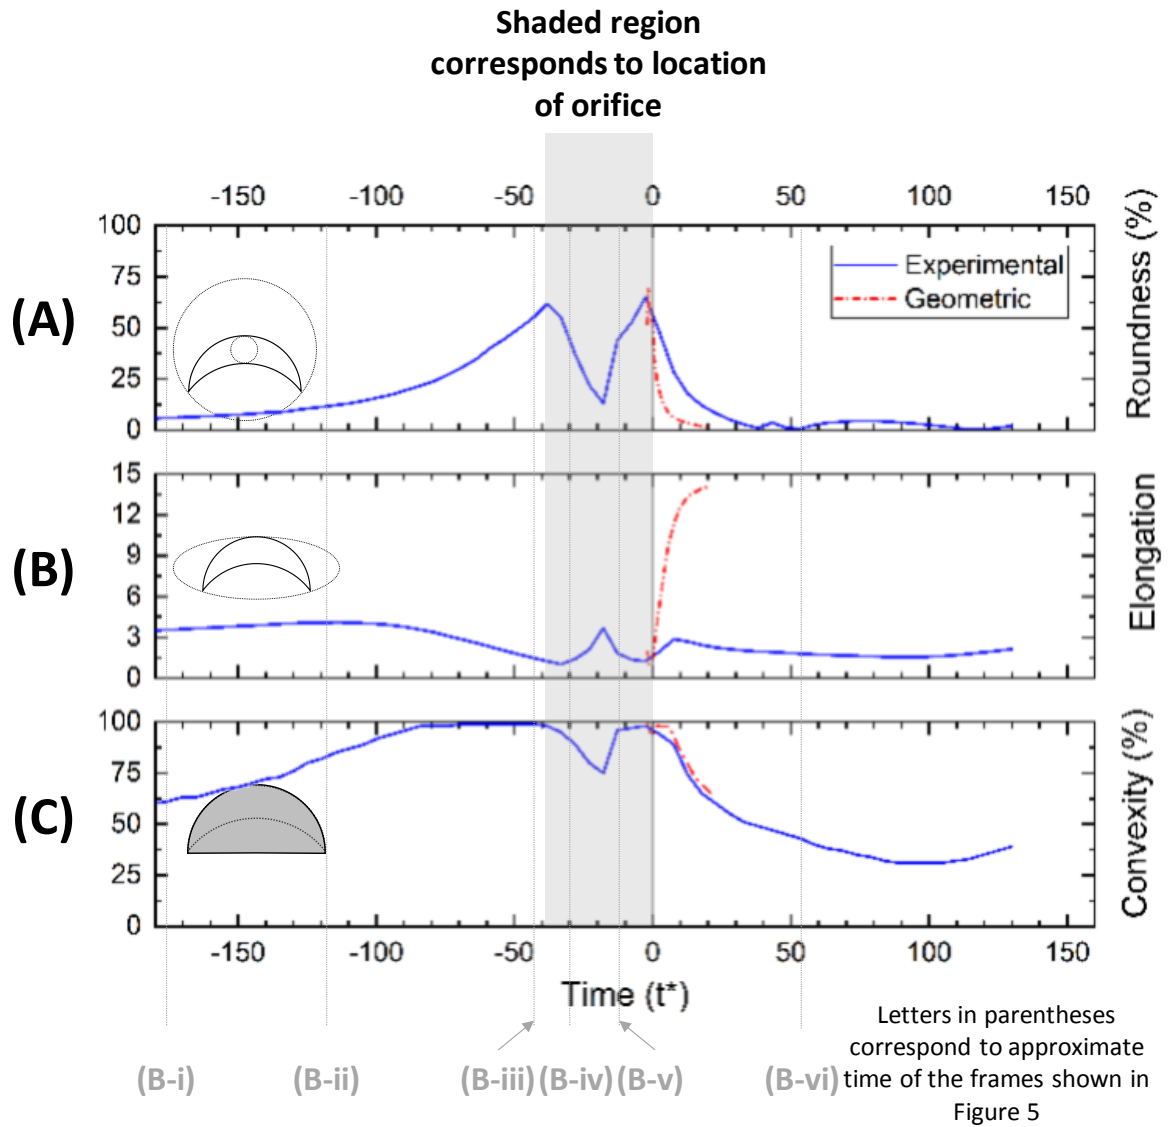 Shaded region
corresponds to location
of orifice
-150 -100 -50 0 50 100 150
(A)
100
75
50
25
0
Experimental
Geometric
Roundness (%)
(B)
15
12
9
6
3
0
Elongation
(C)
100
75
50
25
0
Convexity (%)
-150 -100 -50 0 50 100 150
Time (t*)
(B-i) (B-ii) (B-iii) (B-iv) (B-v) (B-vi)
Letters in parentheses
correspond to approximate
time of the frames shown in
Figure 5